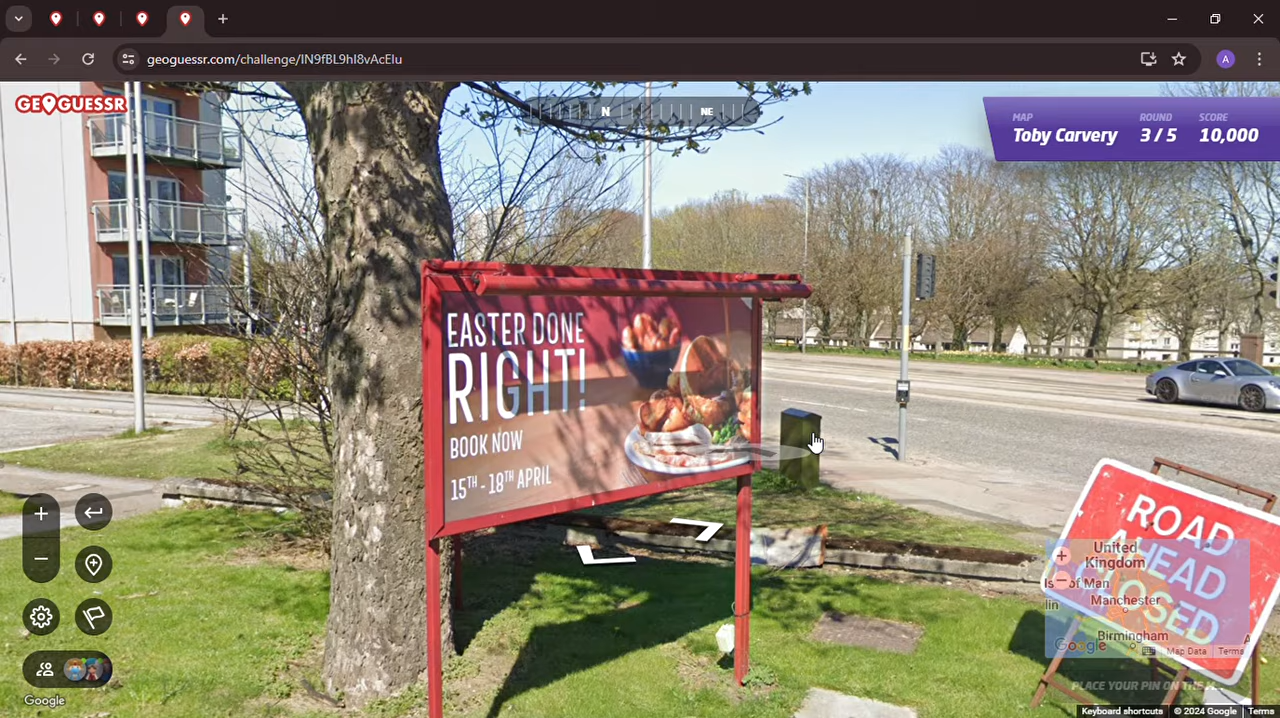 geoguessr.com/challenge/IN9fBL9hI8vAcElu
A
GEOGUESSR
N
NE
MAP
Toby Carvery
ROUND
3 / 5
SCORE
10,000
EASTER DONE
RIGHT!
BOOK NOW
15TH - 18TH APRIL
ROAD
AHEAD
CLOSED
United
Kingdom
Isle of Man
Manchester
Birmingham
Google
Map Data
Terms
PLACE YOUR PIN ON THE M...
Google
Keyboard shortcuts
© 2024 Google
Terms